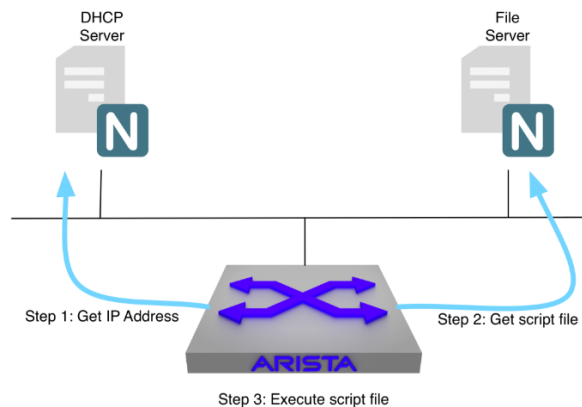 DHCP
Server
File
Server
N
N
Step 1: Get IP Address
Step 2: Get script file
ARISTA
Step 3: Execute script file